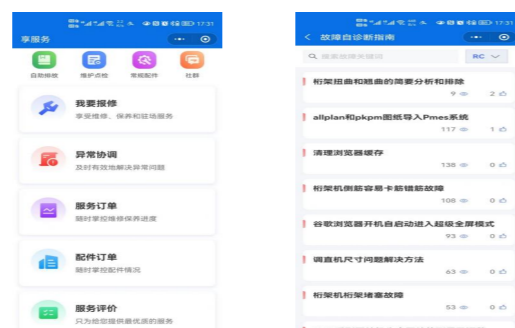 17:31
享服务
自助排故
维护点检
常规配件
社群
我要报修
享受维修、保养和驻场服务
异常协调
及时有效地解决异常问题
服务订单
随时掌控维修保养进度
配件订单
随时掌控配件情况
服务评价
只为给您提供最优质的服务
17:31
故障自诊断指南
搜索故障关键词
RC
桁架扭曲和翘曲的简要分析和排除
9 2
allplan和pkpm图纸导入Pmes系统
117 1
清理浏览器缓存
138 0
桁架机侧筋容易卡筋错筋故障
108 0
谷歌浏览器开机自启动进入超级全屏模式
93 0
调直机尺寸问题解决方法
63 0
桁架机桁架堵塞故障
53 0